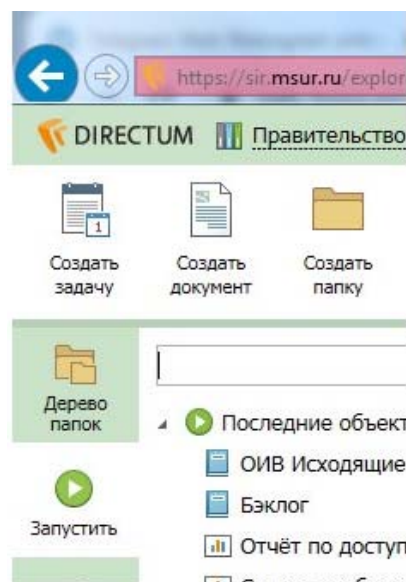 https://sir.msur.ru/explor
DIRECTUM Правительство
Создать задачу
Создать документ
Создать папку
Дерево папок
Последние объект
ОИВ Исходящие
Бэклог
Запустить
Отчёт по доступ